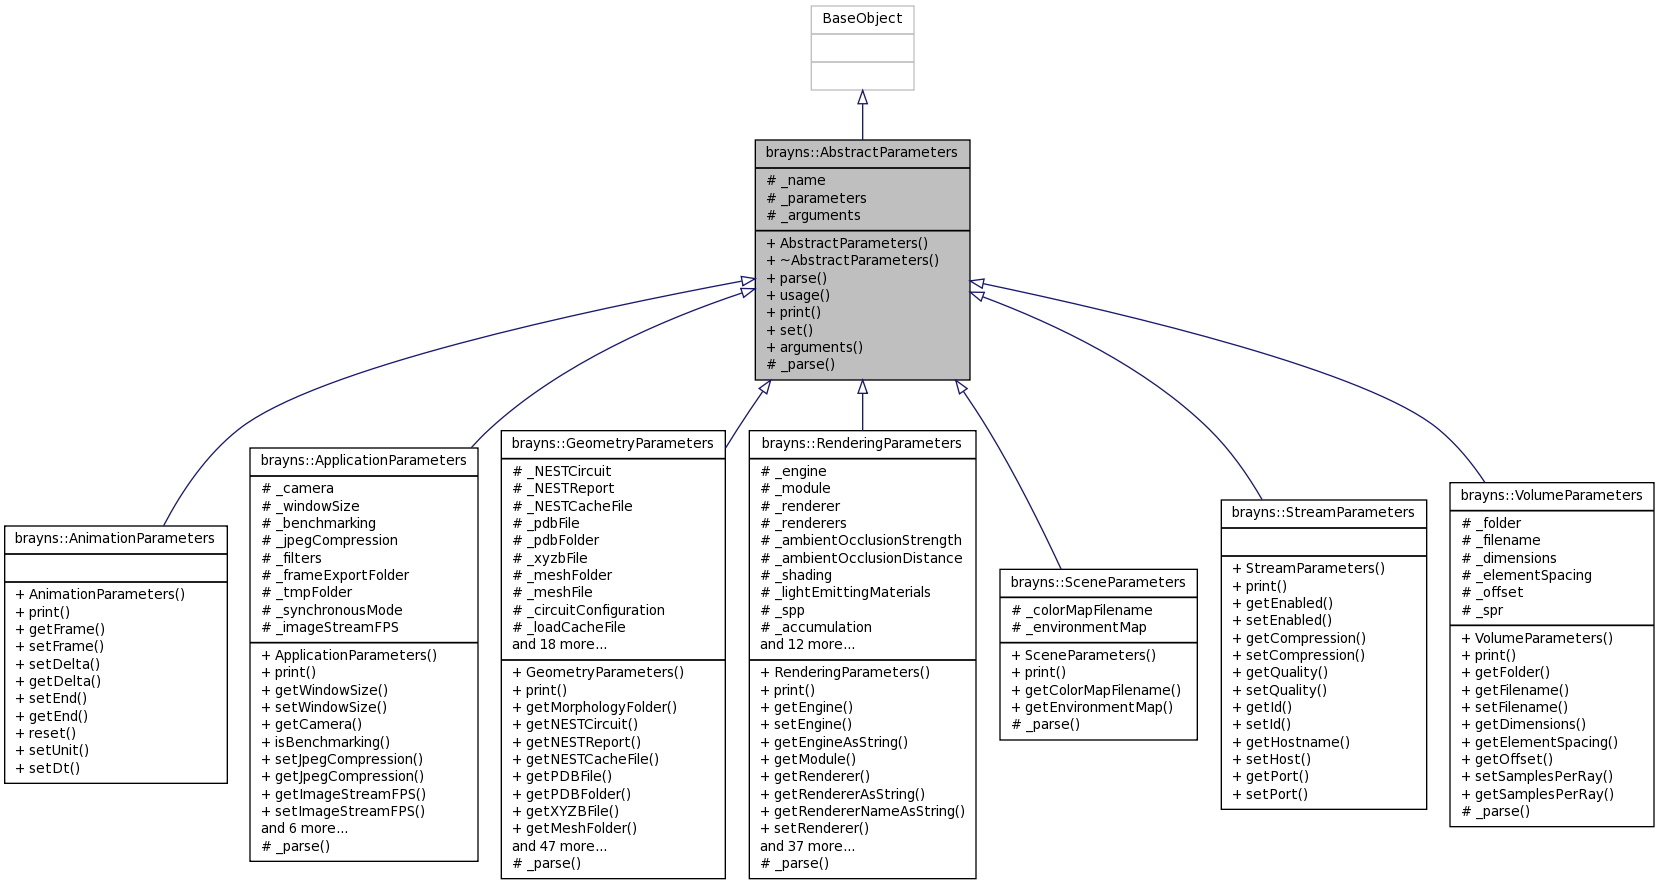 BaseObject
brayns::AbstractParameters
# _name
# _parameters
# _arguments
+ AbstractParameters()
+ ~AbstractParameters()
+ parse()
+ usage()
+ print()
+ set()
+ arguments()
# _parse()
brayns::AnimationParameters
+ AnimationParameters()
+ print()
+ getFrame()
+ setFrame()
+ setDelta()
+ getDelta()
+ setEnd()
+ getEnd()
+ reset()
+ setUnit()
+ setDt()
brayns::ApplicationParameters
# _camera
# _windowSize
# _benchmarking
# _jpegCompression
# _filters
# _frameExportFolder
# _tmpFolder
# _synchronousMode
# _imageStreamFPS
+ ApplicationParameters()
+ print()
+ getWindowSize()
+ setWindowSize()
+ getCamera()
+ isBenchmarking()
+ setJpegCompression()
+ getJpegCompression()
+ getImageStreamFPS()
+ setImageStreamFPS()
and 6 more...
# _parse()
brayns::GeometryParameters
# _NESTCircuit
# _NESTReport
# _NESTCacheFile
# _pdbFile
# _pdbFolder
# _xyzbFile
# _meshFolder
# _meshFile
# _circuitConfiguration
# _loadCacheFile
and 18 more...
+ GeometryParameters()
+ print()
+ getMorphologyFolder()
+ getNESTCircuit()
+ getNESTReport()
+ getNESTCacheFile()
+ getPDBFile()
+ getPDBFolder()
+ getXYZBFile()
+ getMeshFolder()
and 47 more...
# _parse()
brayns::RenderingParameters
# _engine
# _module
# _renderer
# _renderers
# _ambientOcclusionStrength
# _ambientOcclusionDistance
# _shading
# _lightEmittingMaterials
# _spp
# _accumulation
and 12 more...
+ RenderingParameters()
+ print()
+ getEngine()
+ setEngine()
+ getEngineAsString()
+ getModule()
+ getRenderer()
+ getRendererAsString()
+ getRendererNameAsString()
+ setRenderer()
and 37 more...
# _parse()
brayns::SceneParameters
# _colorMapFilename
# _environmentMap
+ SceneParameters()
+ print()
+ getColorMapFilename()
+ getEnvironmentMap()
# _parse()
brayns::StreamParameters
+ StreamParameters()
+ print()
+ getEnabled()
+ setEnabled()
+ getCompression()
+ setCompression()
+ getQuality()
+ setQuality()
+ getId()
+ setId()
+ getHostname()
+ setHost()
+ getPort()
+ setPort()
brayns::VolumeParameters
# _folder
# _filename
# _dimensions
# _elementSpacing
# _offset
# _spr
+ VolumeParameters()
+ print()
+ getFolder()
+ getFilename()
+ setFilename()
+ getDimensions()
+ getElementSpacing()
+ getOffset()
+ setSamplesPerRay()
+ getSamplesPerRay()
# _parse()